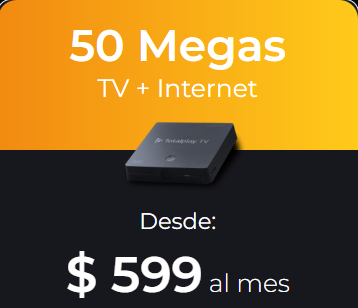 50 Megas
TV + Internet
totalplay TV
Desde:
$ 599 al mes